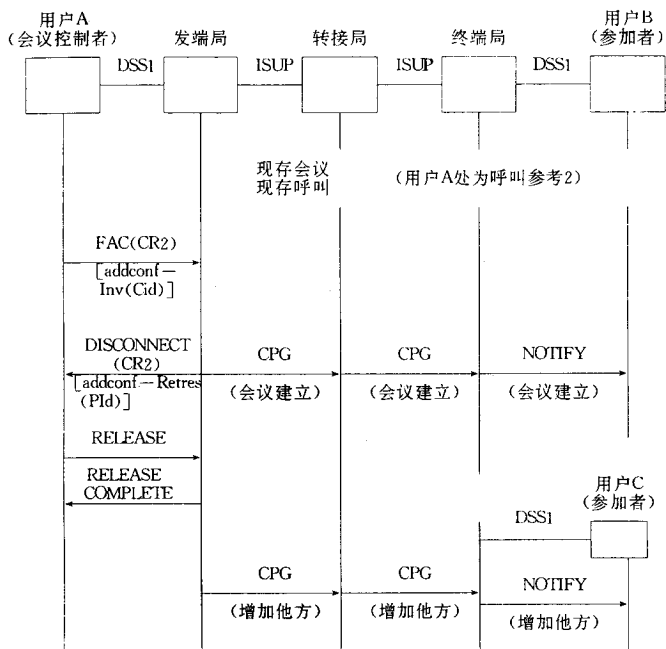 用户A
(会议控制者)
发端局
转接局
终端局
用户B
(参加者)
DSS1
ISUP
ISUP
DSS1
现存会议
现存呼叫
(用户A处为呼叫参考2)
FAC(CR2)
[addconf—
Inv(Cid)]
DISCONNECT
(CR2)
[addconf—Retres
(PId)]
CPG
(会议建立)
CPG
(会议建立)
NOTIFY
(会议建立)
RELEASE
RELEASE
COMPLETE
用户C
(参加者)
DSS1
CPG
(增加他方)
CPG
(增加他方)
NOTIFY
(增加他方)